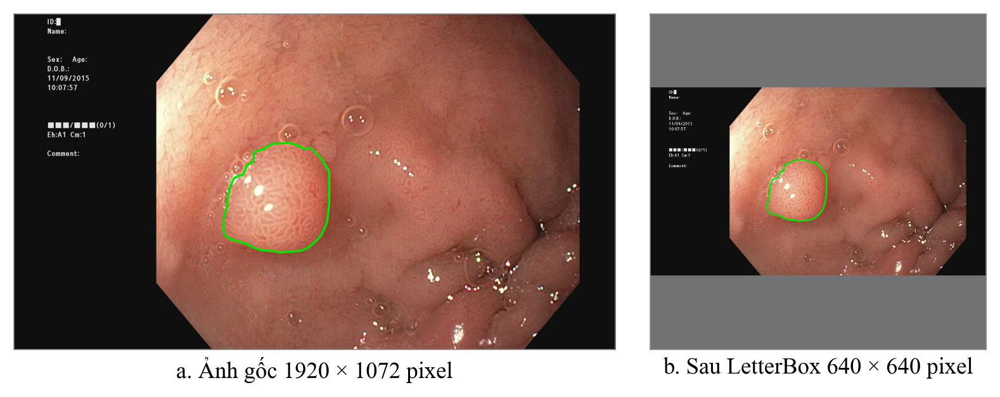 ID:
Name:
Sex: Age:
D.O.B.:
11/09/2015
10:07:57
■■■/■■■(0/1)
Eh:A1 Cm:1
Comment:
ID:
Name:
Sex: Age:
D.O.B.:
11/09/2015
10:07:57
■■■/■■■(0/1)
Eh:A1 Cm:1
Comment:
a. Ảnh gốc 1920 × 1072 pixel
b. Sau LetterBox 640 × 640 pixel